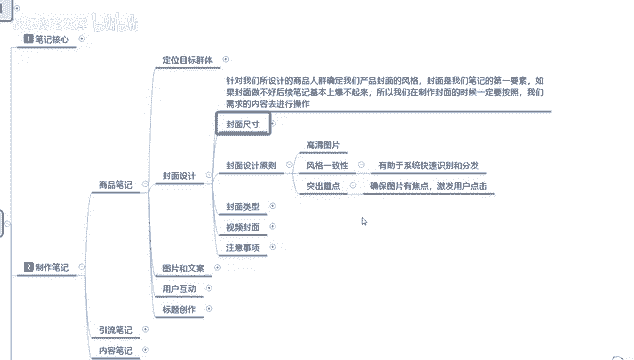 1 笔记核心
定位目标群体
针对我们所设计的商品人群确定我们产品封面的风格，封面是我们笔记的第一要素，如
果封面做不好后续笔记基本上爆不起来，所以我们在制作封面的时候一定要按照，我们
需求的内容去进行操作
封面尺寸
高清图片
封面设计原则
风格一致性
有助于系统快速识别和分发
商品笔记
封面设计
突出重点
确保图片有焦点，激发用户点击
封面类型
视频封面
注意事项
制作笔记
图片和文案
用户互动
标题创作
引流笔记
内容笔记